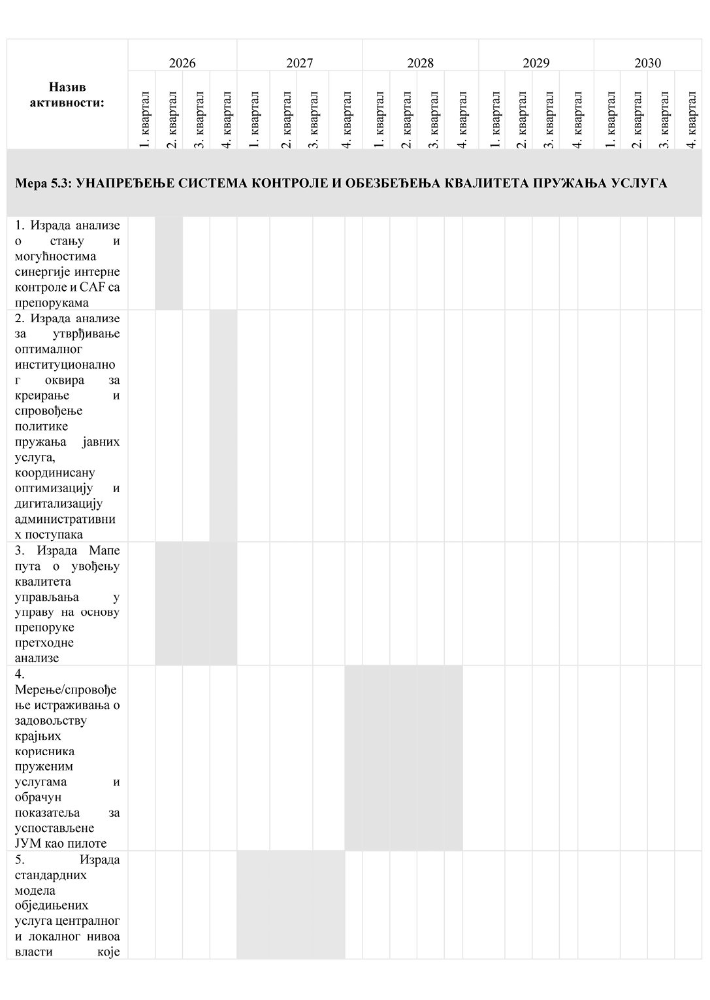 Назив
активности:
2026
2027
2028
2029
2030
1. квартал
2. квартал
3. квартал
4. квартал
1. квартал
2. квартал
3. квартал
4. квартал
1. квартал
2. квартал
3. квартал
4. квартал
1. квартал
2. квартал
3. квартал
4. квартал
1. квартал
2. квартал
3. квартал
4. квартал
Мера 5.3: УНАПРЕЂЕЊЕ СИСТЕМА КОНТРОЛЕ И ОБЕЗБЕЂЕЊА КВАЛИТЕТА ПРУЖАЊА УСЛУГА
1. Израда анализе
о стању и
могућностима
синергије интерне
контроле и CAF са
препорукама
2. Израда анализе
за утврђивање
оптималног
институционално
г оквира за
креирање и
спровођење
политике
пружања јавних
услуга,
координисану
оптимизацију и
дигитализацију
административни
х поступака
3. Израда Мапе
пута о увођењу
квалитета
управљања у
управу на основу
препоруке
претходне
анализе
4.
Мерење/спровође
ње истраживања о
задовољству
крајњих
корисника
пруженим
услугама и
обрачун
показатеља за
успостављене
ЈУМ као пилоте
5. Израда
стандардних
модела
обједињених
услуга централног
и локалног нивоа
власти које